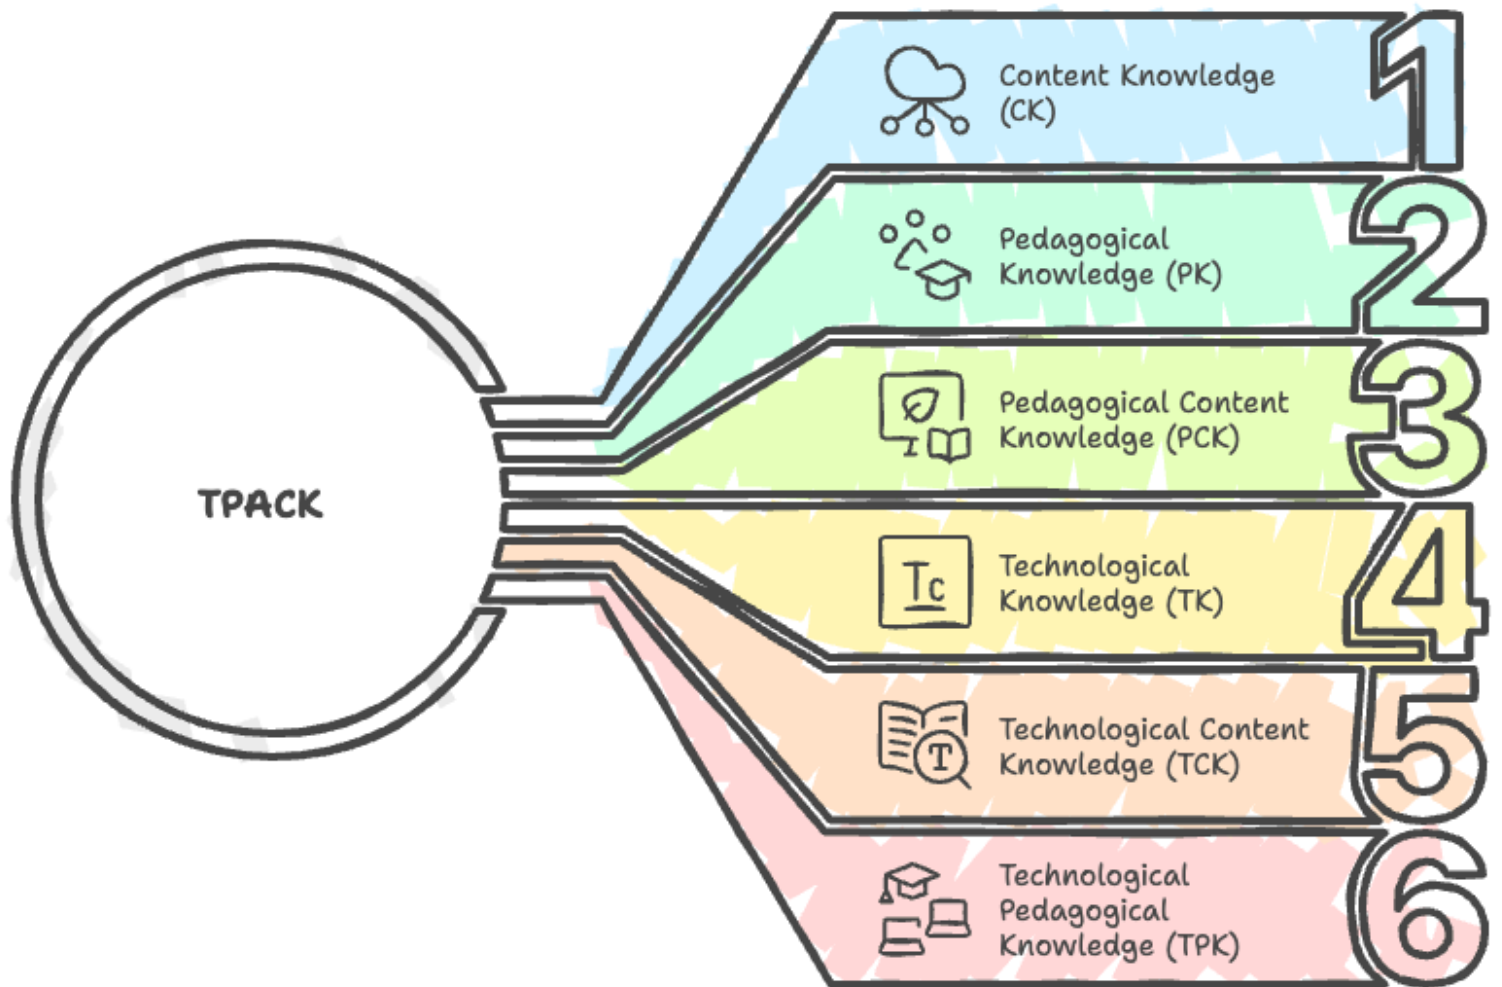 TPACK
Content Knowledge
(CK)
1
Pedagogical
Knowledge (PK)
2
Pedagogical Content
Knowledge (PCK)
3
Tc
Technological
Knowledge (TK)
4
T
Technological Content
Knowledge (TCK)
5
Technological
Pedagogical
Knowledge (TPK)
6